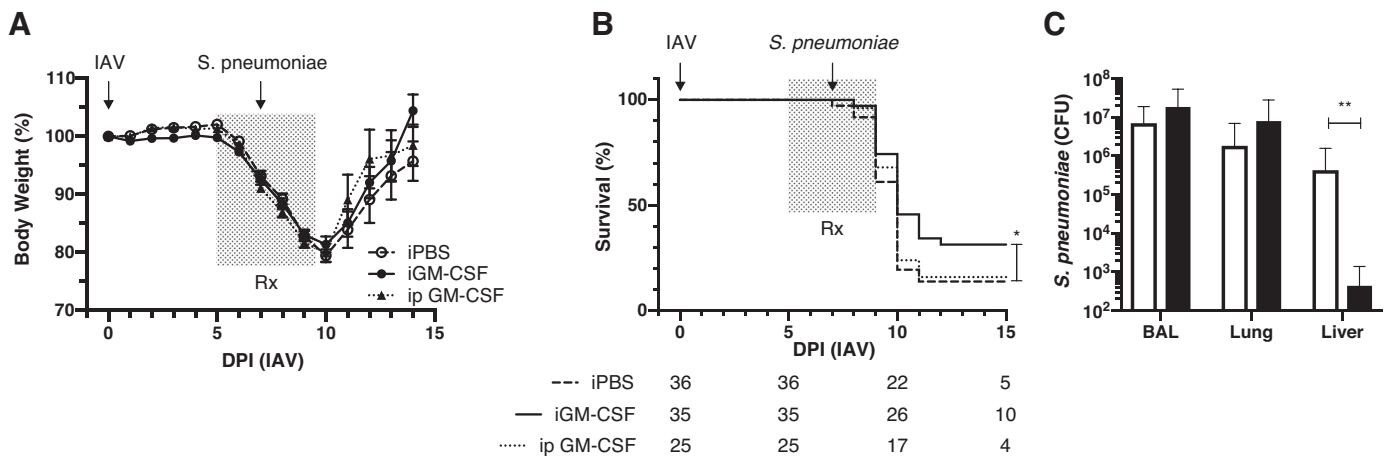 A
IAV
S. pneumoniae
110
100
90
80
70
Body Weight (%)
Rx
iPBS
iGM-CSF
ip GM-CSF
0 5 10 15
DPI (IAV)
B
IAV
S. pneumoniae
100
50
0
Survival (%)
Rx
*
0 5 10 15
DPI (IAV)
iPBS 36 36 22 5
iGM-CSF 35 35 26 10
ip GM-CSF 25 25 17 4
C
S. pneumoniae (CFU)
10⁸
10⁷
10⁶
10⁵
10⁴
10³
10²
**
BAL Lung Liver